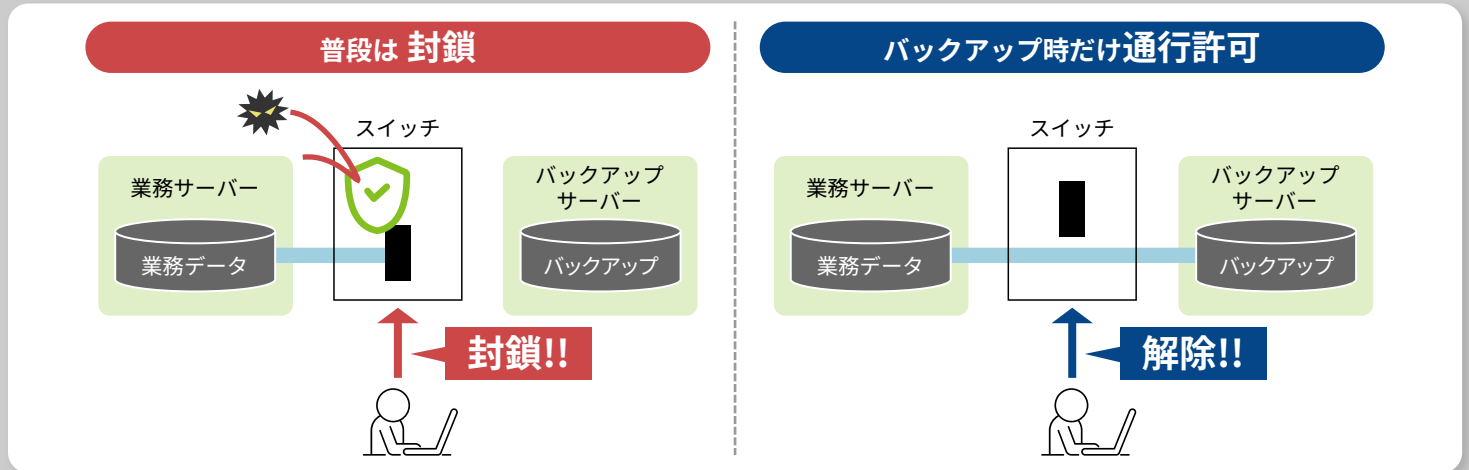 普段は 封鎖
スイッチ
業務サーバー
業務データ
バックアップ
サーバー
バックアップ
封鎖!!
バックアップ時だけ通行許可
スイッチ
業務サーバー
業務データ
バックアップ
サーバー
バックアップ
解除!!